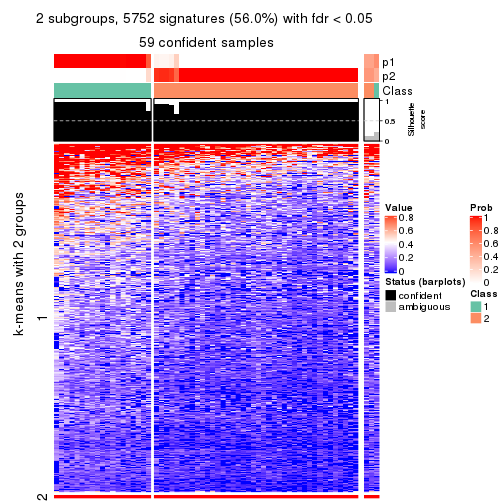 2 subgroups, 5752 signatures (56.0%) with fdr < 0.05
59 confident samples
p1
p2
Class
1
0.5
0
Silhouette
score
k-means with 2 groups
1
2
Value
0.8
0.6
0.4
0.2
0
Status (barplots)
confident
ambiguous
Prob
1
0.8
0.6
0.4
0.2
0
Class
1
2